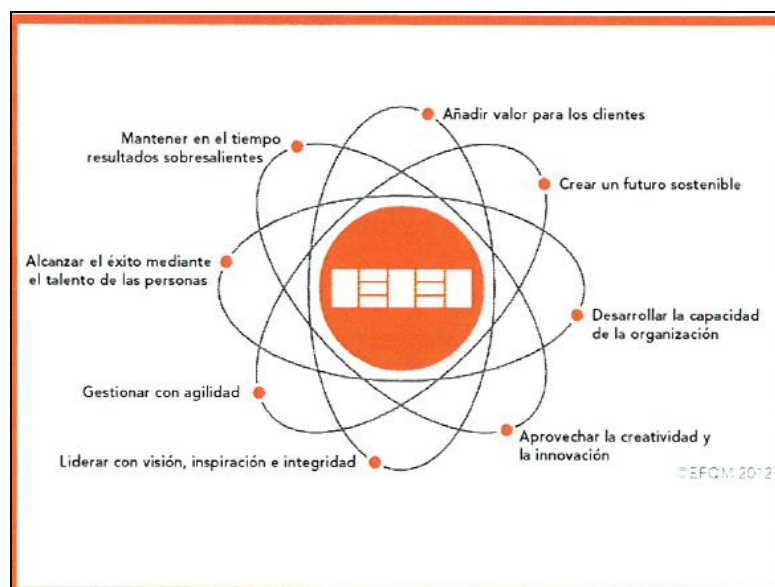 Añadir valor para los clientes
Mantener en el tiempo
resultados sobresalientes
Crear un futuro sostenible
Alcanzar el éxito mediante
el talento de las personas
Desarrollar la capacidad
de la organización
Gestionar con agilidad
Aprovechar la creatividad y
la innovación
Liderar con visión, inspiración e integridad
©EFQM 2012